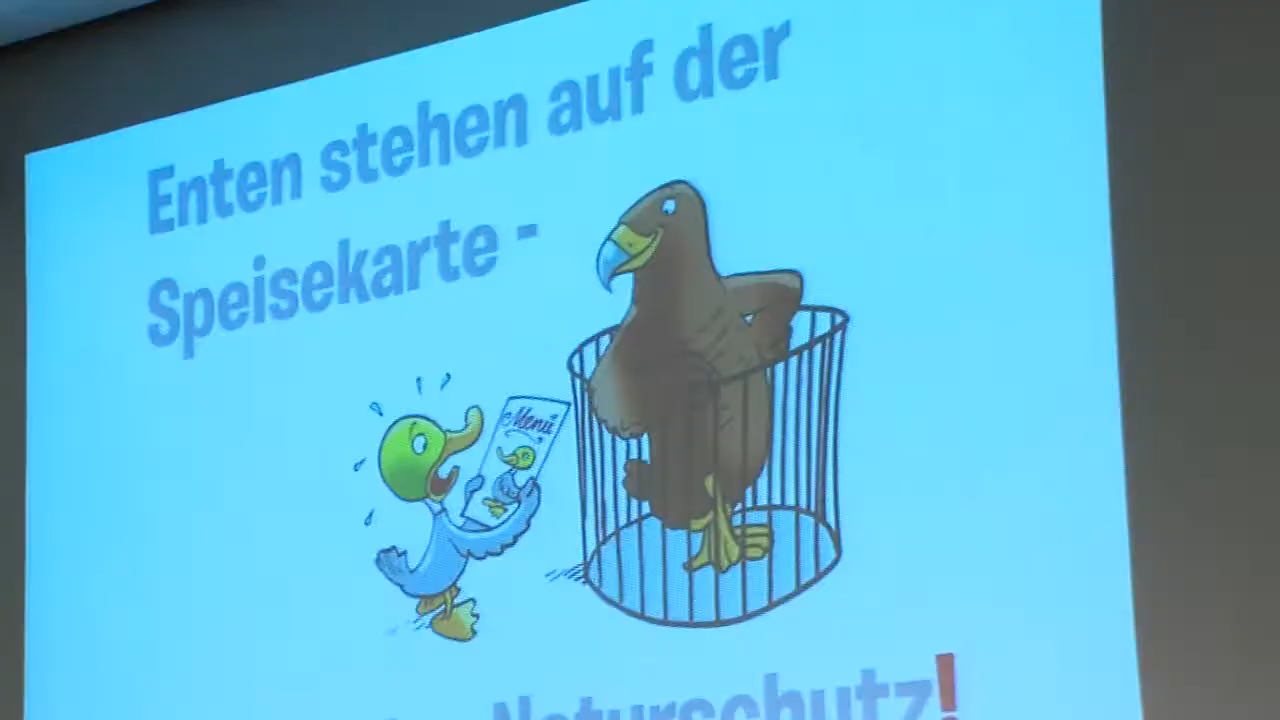 Enten stehen auf der
Speisekarte -
Menü
Naturschutz!